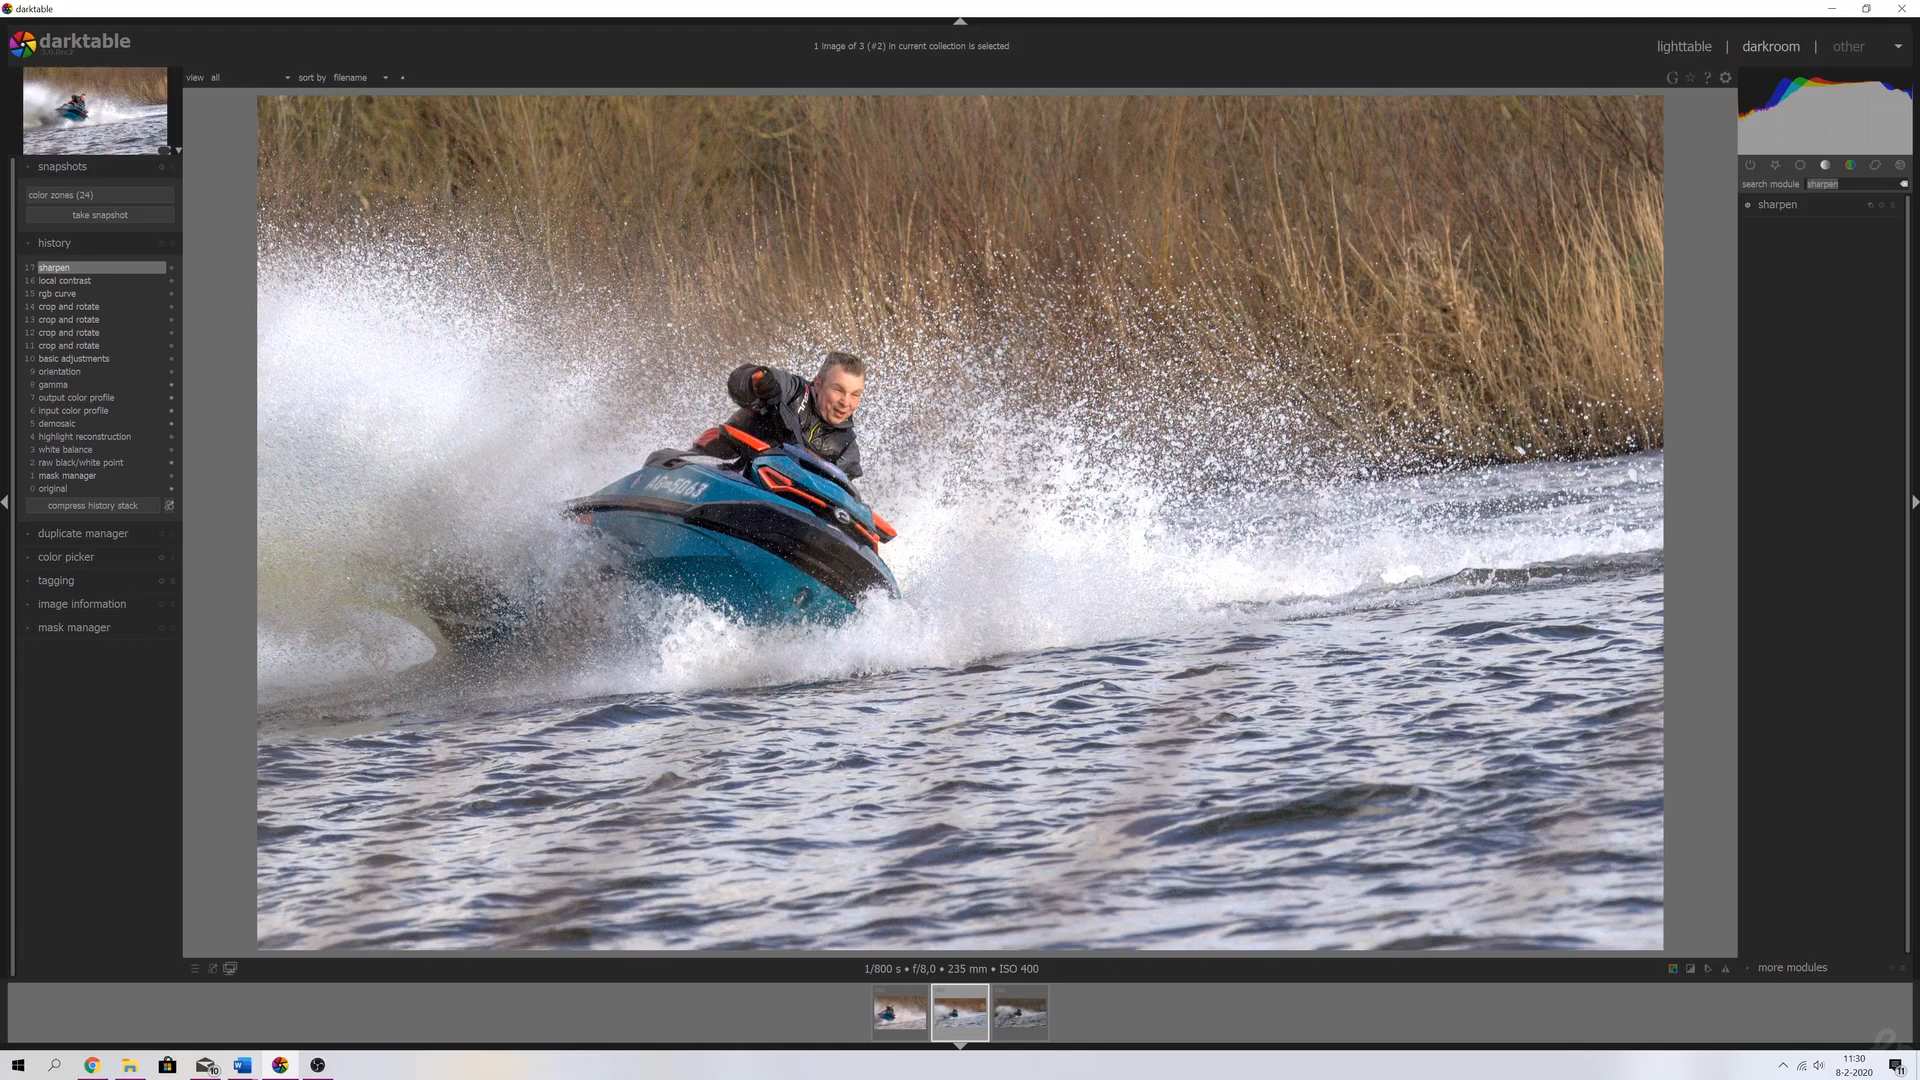 darktable
darktable
3.0.0rc2
1 image of 3 (#2) in current collection is selected
lighttable | darkroom | other
view all sort by filename
snapshots
color zones (24)
take snapshot
history
17 sharpen
16 local contrast
15 rgb curve
14 crop and rotate
13 crop and rotate
12 crop and rotate
11 crop and rotate
10 basic adjustments
9 orientation
8 gamma
7 output color profile
6 input color profile
5 demosaic
4 highlight reconstruction
3 white balance
2 raw black/white point
1 mask manager
0 original
compress history stack
duplicate manager
color picker
tagging
image information
mask manager
search module sharpen
sharpen
1/800 s • f/8,0 • 235 mm • ISO 400
more modules
10
11:30
8-2-2020
11